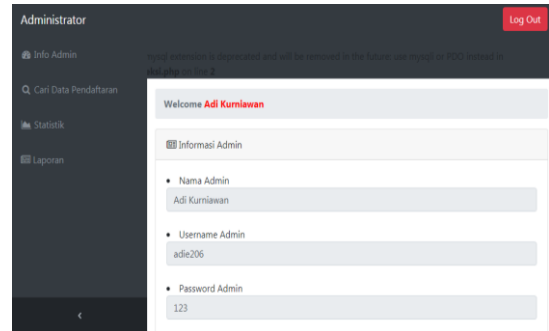 Administrator
Log Out
Info Admin
mysql extension is deprecated and will be removed in the future: use mysqli or PDO instead in
on line 2
Cari Data Pendaftaran
Welcome Adi Kurniawan
Statistik
Informasi Admin
Laporan
• Nama Admin
Adi Kurniawan
• Username Admin
adie206
• Password Admin
123
‹